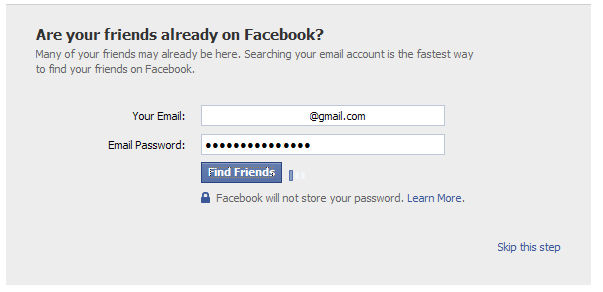 Are your friends already on Facebook?
Many of your friends may already be here. Searching your email account is the fastest way
to find your friends on Facebook.
Your Email: @gmail.com
Email Password: •••••••••••••••
Find Friends
Facebook will not store your password. Learn More.
Skip this step